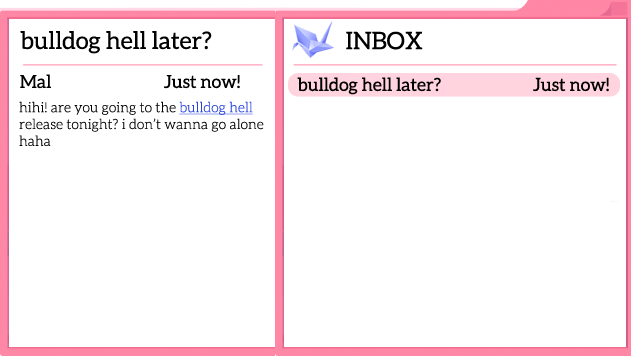 bulldog hell later?
Mal Just now!
hihi! are you going to the bulldog hell
release tonight? i don't wanna go alone
haha
INBOX
bulldog hell later? Just now!